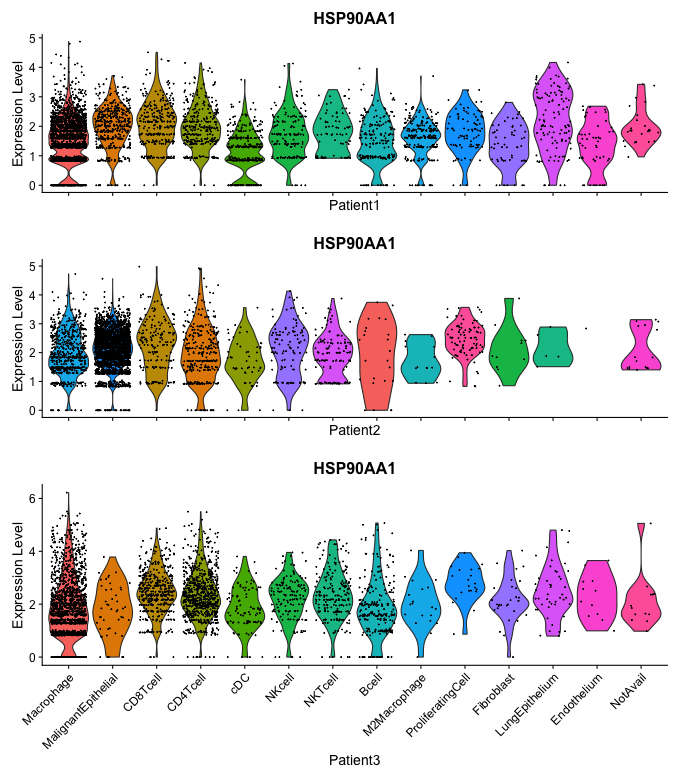 HSP90AA1
Expression Level
5
4
3
2
1
0
Patient1
HSP90AA1
Expression Level
5
4
3
2
1
0
Patient2
HSP90AA1
Expression Level
6
4
2
0
Macrophage
MalignantEpithelial
CD8Tcell
CD4Tcell
cDC
NKcell
NKTcell
Bcell
M2Macrophage
ProliferatingCell
Fibroblast
LungEpithelium
Endothelium
NotAvail
Patient3